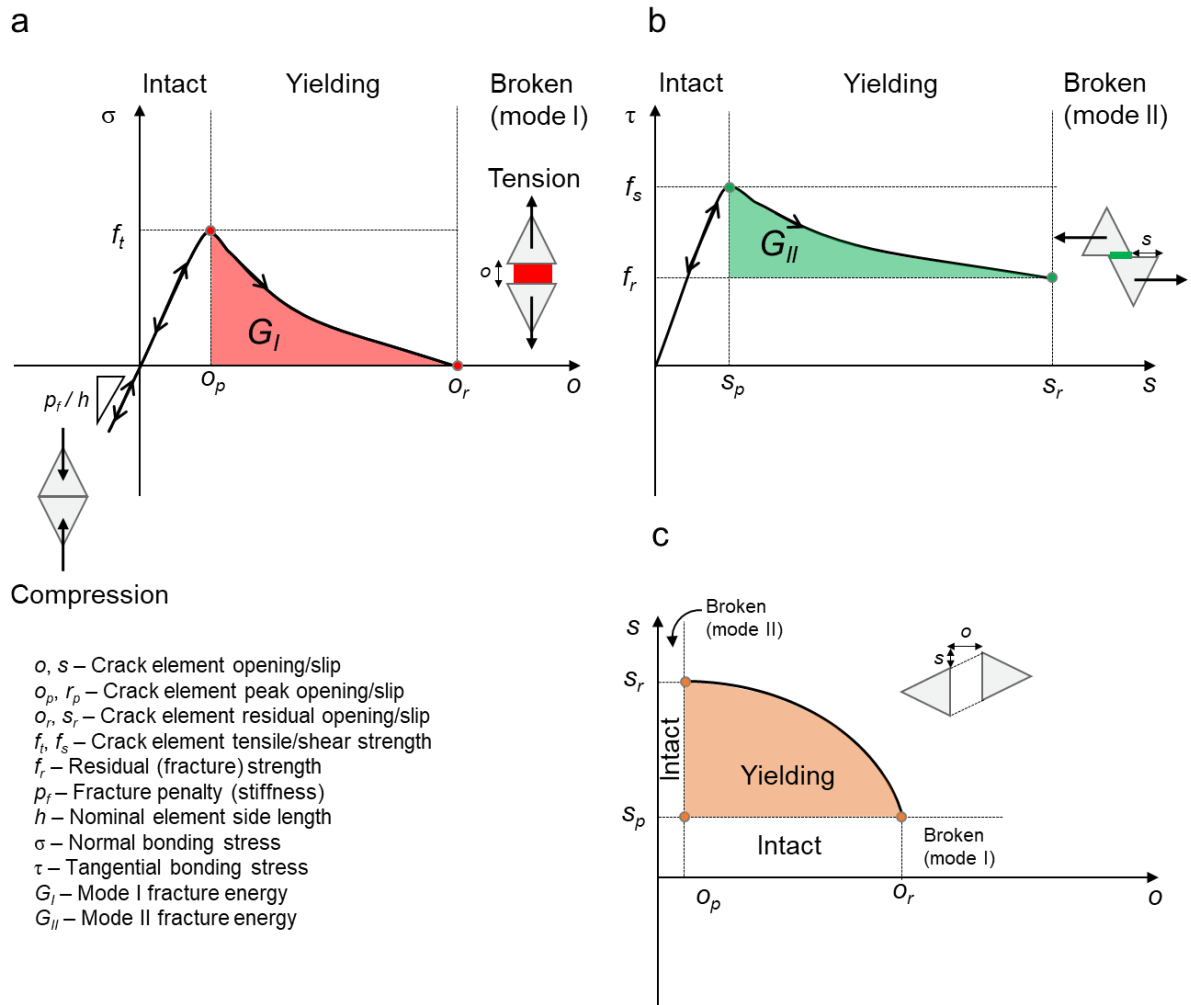 a
Intact
Yielding
Broken
(mode I)
σ
Tension
f_t
o
G_I
o_p
o_r
o
p_f / h
Compression
b
Intact
Yielding
Broken
(mode II)
τ
f_s
s
G_II
f_r
s_p
s_r
s
c
s
Broken
(mode II)
o
s
s_r
Intact
Yielding
s_p
Intact
Broken
(mode I)
o_p
o_r
o
o, s – Crack element opening/slip
o_p, r_p – Crack element peak opening/slip
o_r, s_r – Crack element residual opening/slip
f_t, f_s – Crack element tensile/shear strength
f_r – Residual (fracture) strength
p_f – Fracture penalty (stiffness)
h – Nominal element side length
σ – Normal bonding stress
τ – Tangential bonding stress
G_I – Mode I fracture energy
G_II – Mode II fracture energy